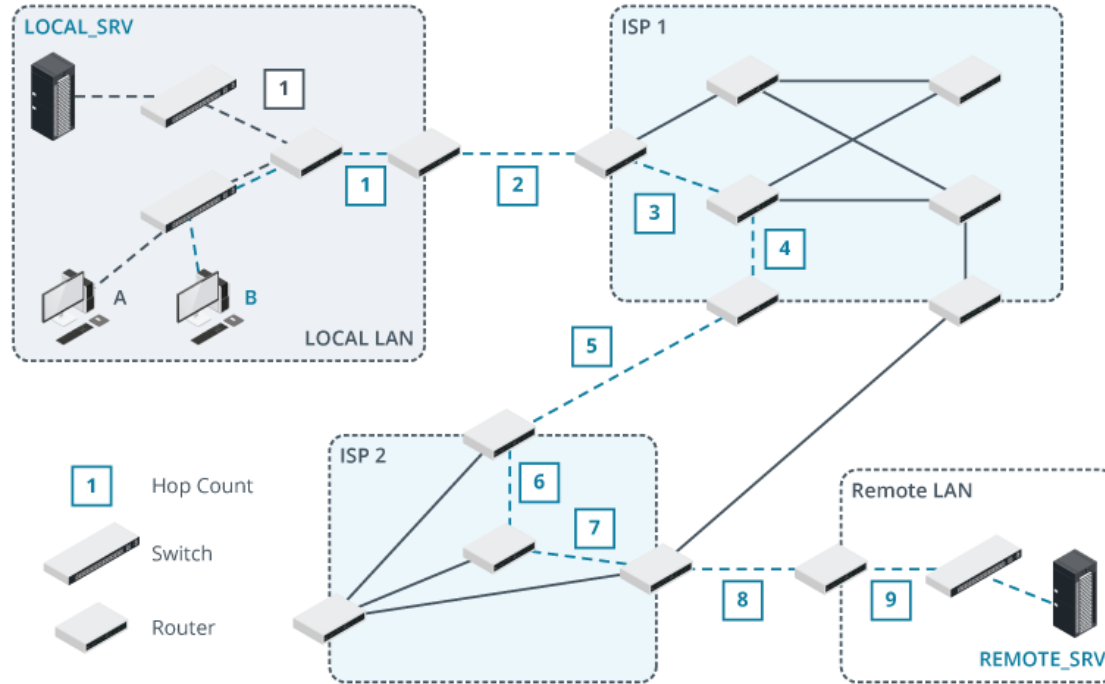 LOCAL_SRV
1
1
A
B
LOCAL LAN
2
ISP 1
3
4
5
ISP 2
6
7
8
Remote LAN
9
REMOTE_SRV
1
Hop Count
Switch
Router